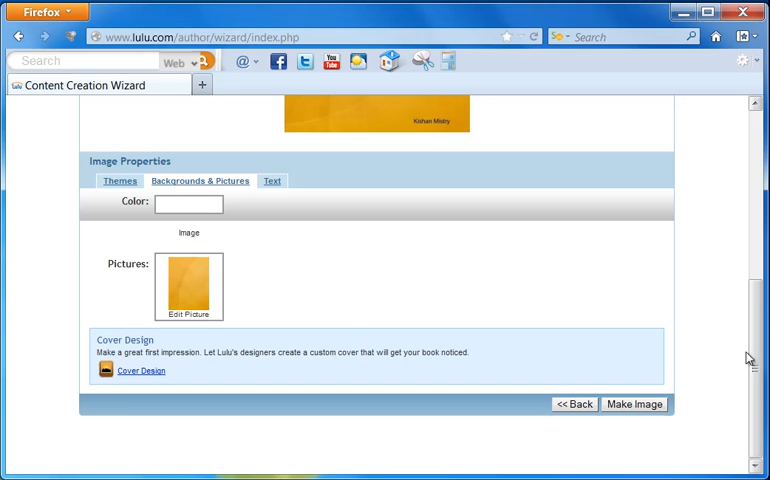 Firefox
www.lulu.com/author/wizard/index.php
Search
Search
Web
Content Creation Wizard
Kishan Mistry
Image Properties
Themes
Backgrounds & Pictures
Text
Color:
Image
Pictures:
Edit Picture
Cover Design
Make a great first impression. Let Lulu's designers create a custom cover that will get your book noticed.
Cover Design
<< Back
Make Image